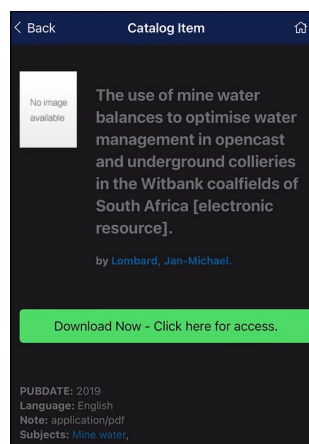 < Back Catalog Item
No image
available
The use of mine water
balances to optimise water
management in opencast
and underground collieries
in the Witbank coalfields of
South Africa [electronic
resource].
by Lombard, Jan-Michael.
Download Now - Click here for access.
PUBDATE: 2019
Language: English
Note: application/pdf
Subjects: Mine water,